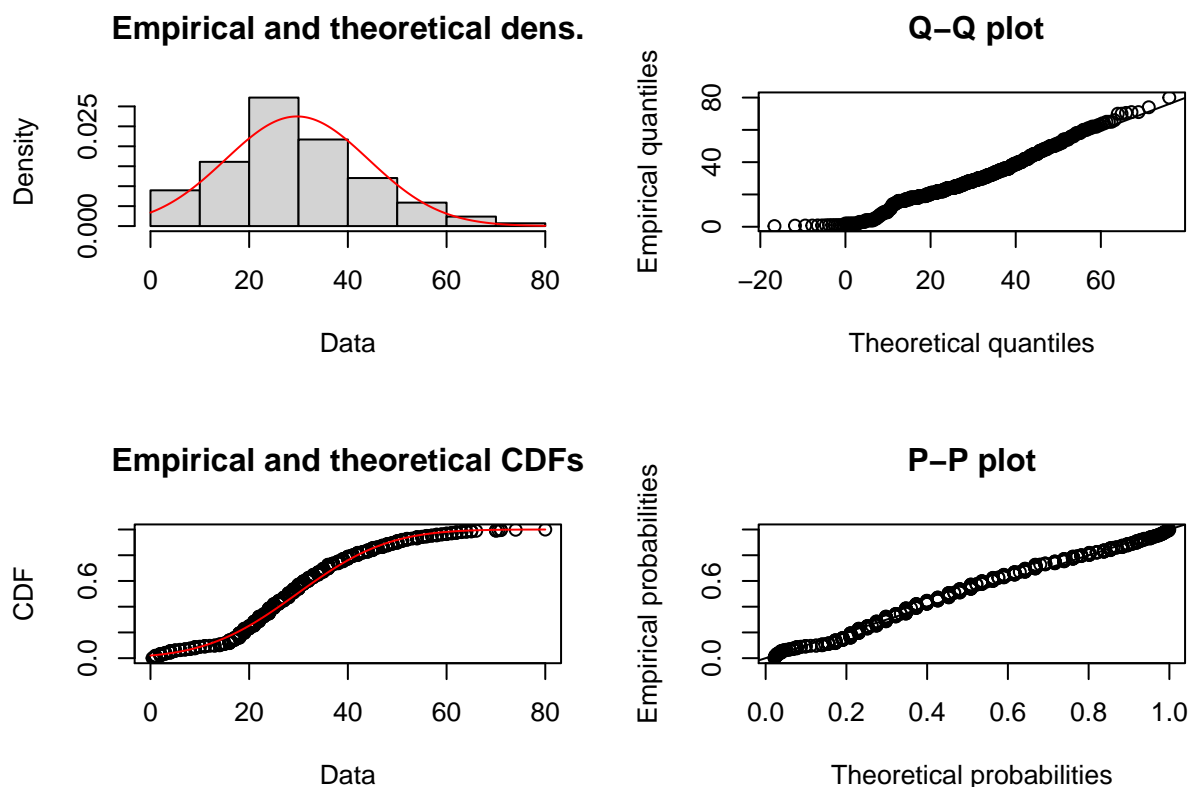 Empirical and theoretical dens.
Density
0.025
0.000
0 20 40 60 80
Data
Q−Q plot
Empirical quantiles
80
40
0
−20 0 20 40 60
Theoretical quantiles
Empirical and theoretical CDFs
CDF
0.6
0.0
0 20 40 60 80
Data
P−P plot
Empirical probabilities
0.6
0.0
0.0 0.2 0.4 0.6 0.8 1.0
Theoretical probabilities